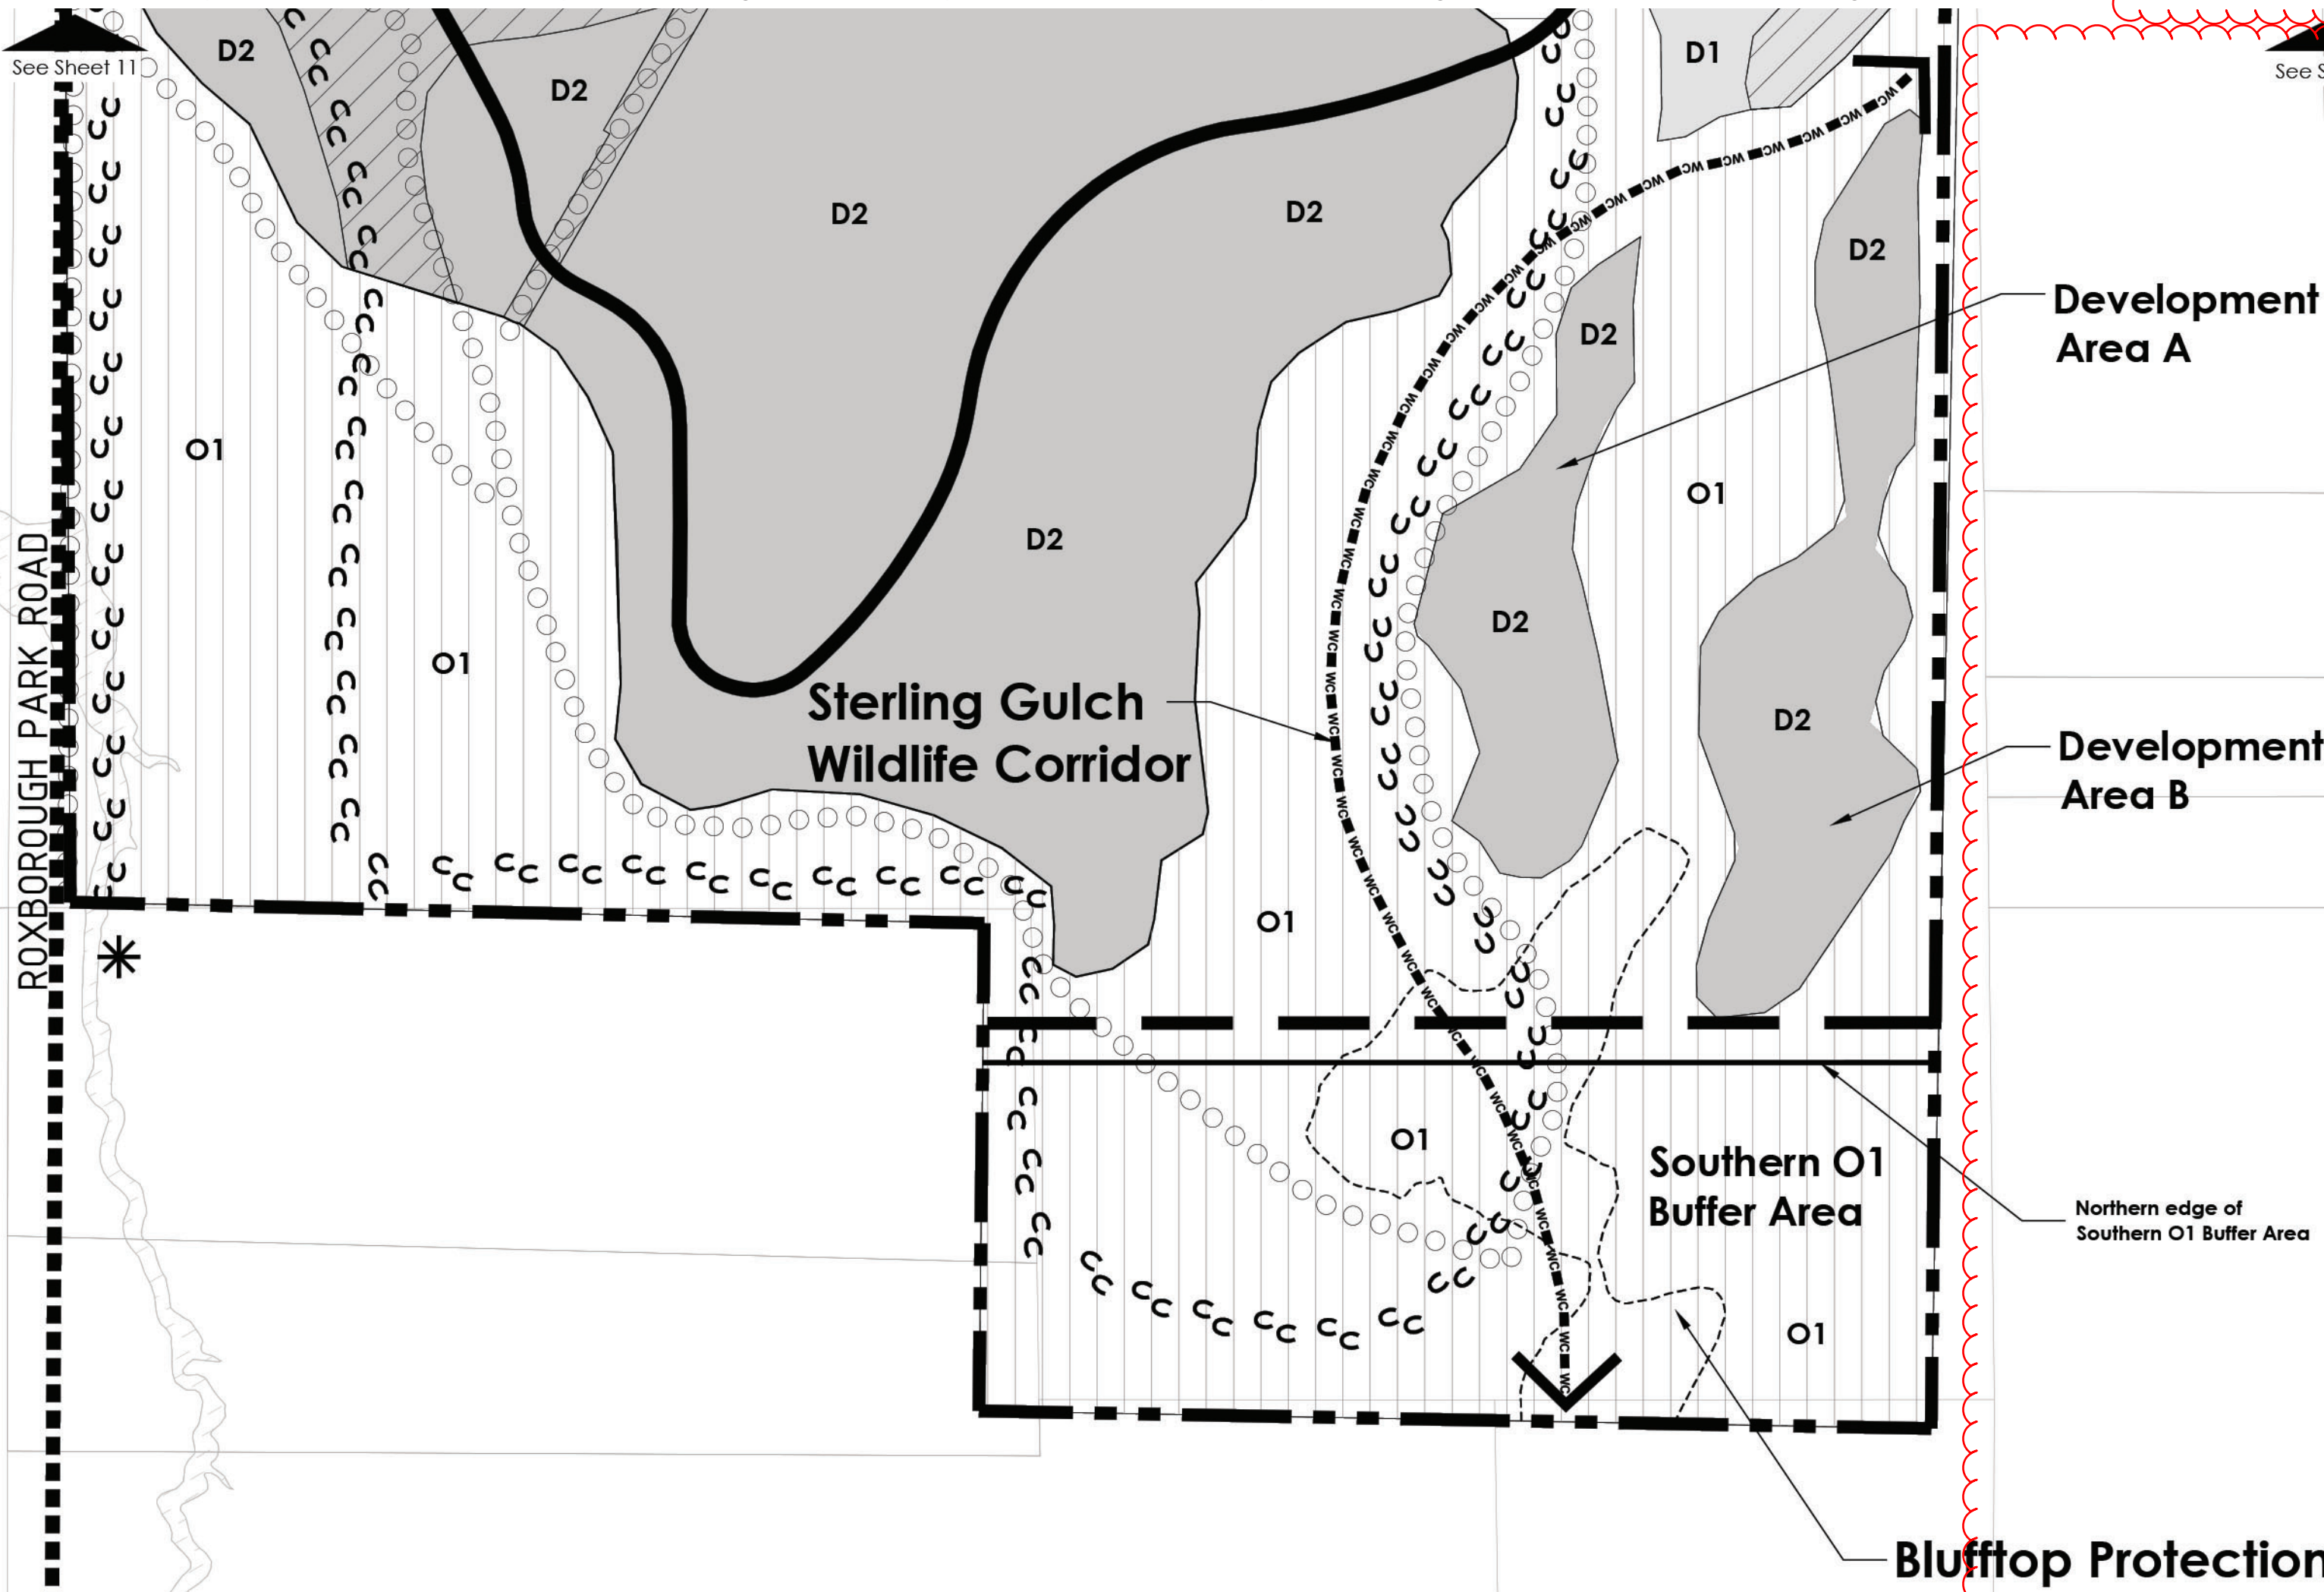 See Sheet 11
D2
D2
D1
See S
D2
D2
D2
Development
Area A
D2
O1
O1
D2
D2
O1
Sterling Gulch
Wildlife Corridor
D2
Development
Area B
ROXBOROUGH PARK ROAD
O1
O1
Southern O1
Buffer Area
Northern edge of
Southern O1 Buffer Area
O1
Blufftop Protection